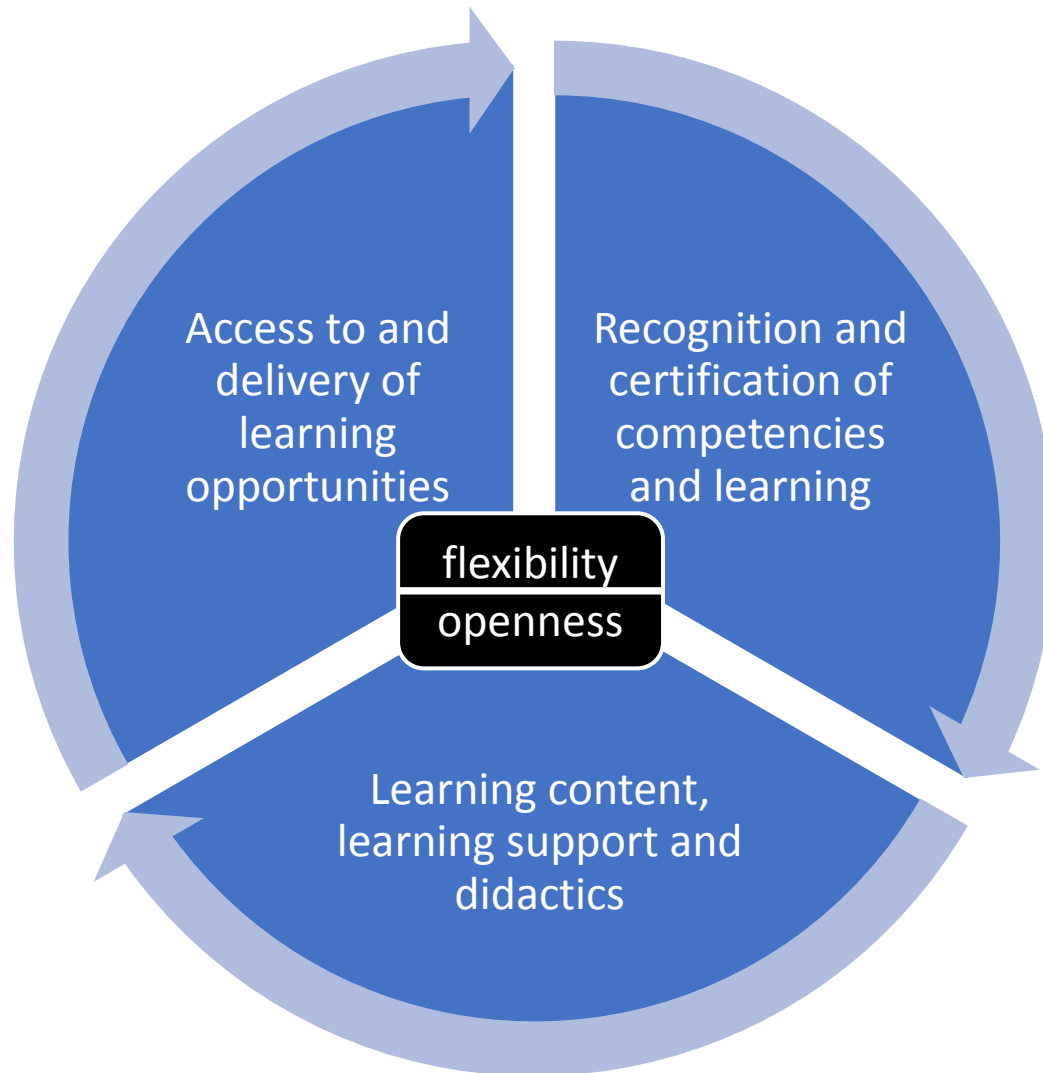 Access to and
delivery of
learning
opportunities
Recognition and
certification of
competencies
and learning
flexibility
openness
Learning content,
learning support and
didactics